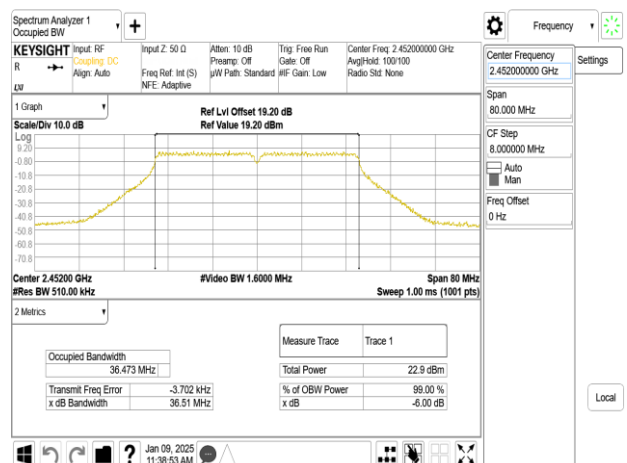 Spectrum Analyzer 1
Occupied BW
Frequency
KEYSIGHT
R
Input: RF
Coupling: DC
Align: Auto
Input Z: 50 Ω
Freq Ref: Int (S)
NFE: Adaptive
Atten: 10 dB
Preamp: Off
µW Path: Standard
Trig: Free Run
Gate: Off
#IF Gain: Low
Center Freq: 2.452000000 GHz
Avg|Hold: 100/100
Radio Std: None
Center Frequency
2.452000000 GHz
Settings
Span
80.000 MHz
CF Step
8.000000 MHz
Auto
Man
Freq Offset
0 Hz
Local
1 Graph
Scale/Div 10.0 dB
Ref Lvl Offset 19.20 dB
Ref Value 19.20 dBm
Log
9.20
-0.80
-10.8
-20.8
-30.8
-40.8
-50.8
-60.8
-70.8
Center 2.45200 GHz
#Res BW 510.00 kHz
#Video BW 1.6000 MHz
Span 80 MHz
Sweep 1.00 ms (1001 pts)
2 Metrics
Occupied Bandwidth
36.473 MHz
Transmit Freq Error -3.702 kHz
x dB Bandwidth 36.51 MHz
Measure Trace Trace 1
Total Power 22.9 dBm
% of OBW Power 99.00 %
x dB -6.00 dB
?
Jan 09, 2025
11:38:53 AM